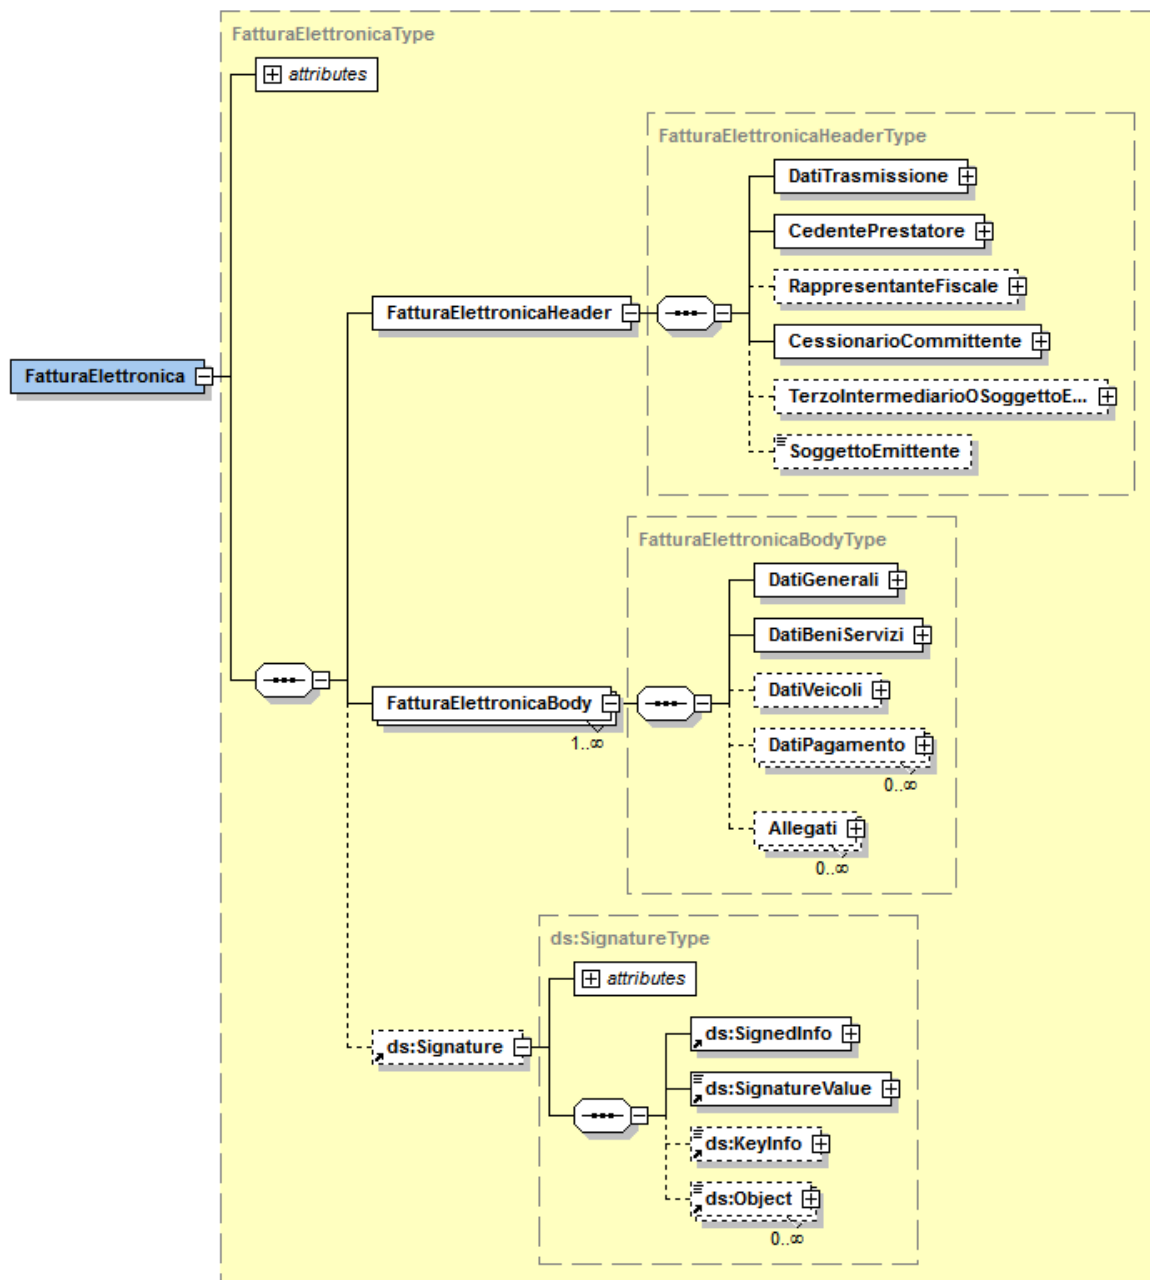 FatturaElettronicaType
attributes
FatturaElettronicaHeaderType
DatiTrasmissione
CedentePrestatore
RappresentanteFiscale
FatturaElettronicaHeader
CessionarioCommittente
FatturaElettronica
TerzoIntermediarioOSoggettoE...
SoggettoEmittente
FatturaElettronicaBodyType
DatiGenerali
DatiBeniServizi
DatiVeicoli
FatturaElettronicaBody
1..∞
DatiPagamento
0..∞
Allegati
0..∞
ds:SignatureType
attributes
ds:SignedInfo
ds:Signature
ds:SignatureValue
ds:KeyInfo
ds:Object
0..∞